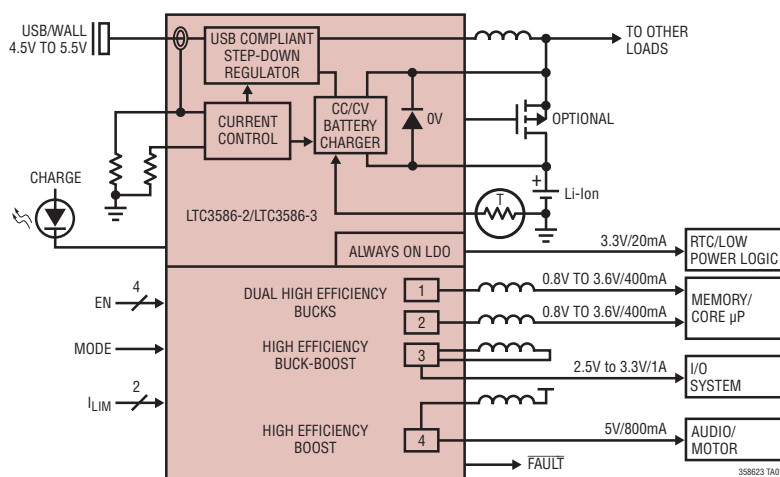 USB/WALL
4.5V TO 5.5V
USB COMPLIANT
STEP-DOWN
REGULATOR
TO OTHER
LOADS
CURRENT
CONTROL
CC/CV
BATTERY
CHARGER
0V
OPTIONAL
CHARGE
T
+
Li-Ion
LTC3586-2/LTC3586-3
ALWAYS ON LDO
3.3V/20mA
RTC/LOW
POWER LOGIC
EN
4
DUAL HIGH EFFICIENCY
BUCKS
1
0.8V TO 3.6V/400mA
2
0.8V TO 3.6V/400mA
MEMORY/
CORE µP
MODE
HIGH EFFICIENCY
BUCK-BOOST
3
2.5V to 3.3V/1A
I/O
SYSTEM
ILIM
2
HIGH EFFICIENCY
BOOST
4
5V/800mA
AUDIO/
MOTOR
FAULT
358623 TA01